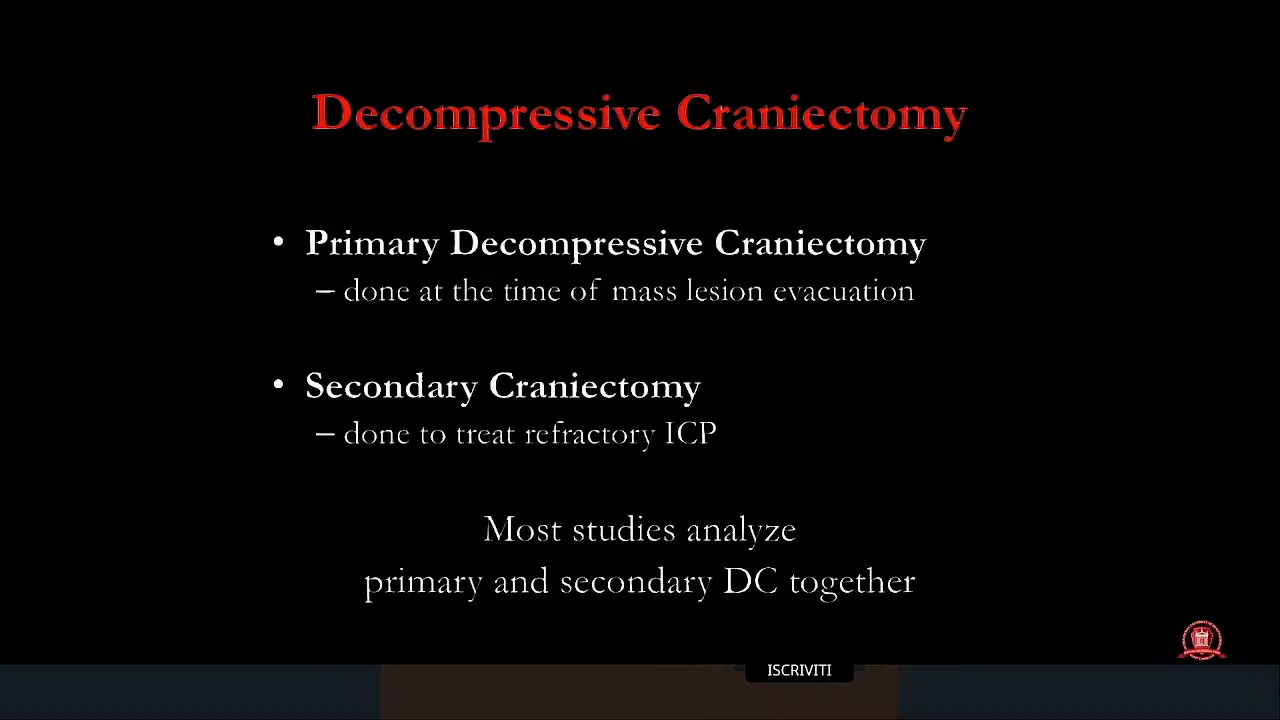 Decompressive Craniectomy
• Primary Decompressive Craniectomy
– done at the time of mass lesion evacuation
• Secondary Craniectomy
– done to treat refractory ICP
Most studies analyze
primary and secondary DC together
ISCRIVITI